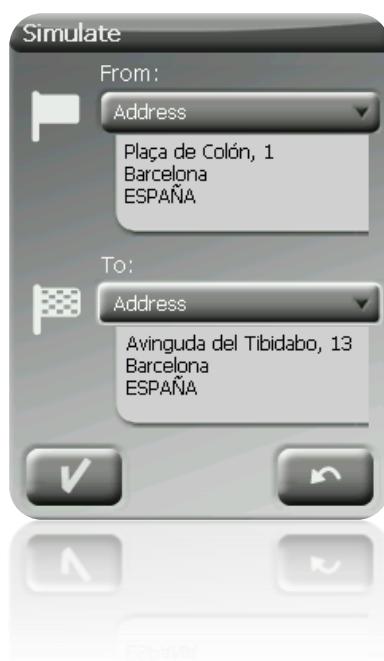 Simulate
From:
Address
Plaça de Colón, 1
Barcelona
ESPAÑA
To:
Address
Avinguda del Tibidabo, 13
Barcelona
ESPAÑA